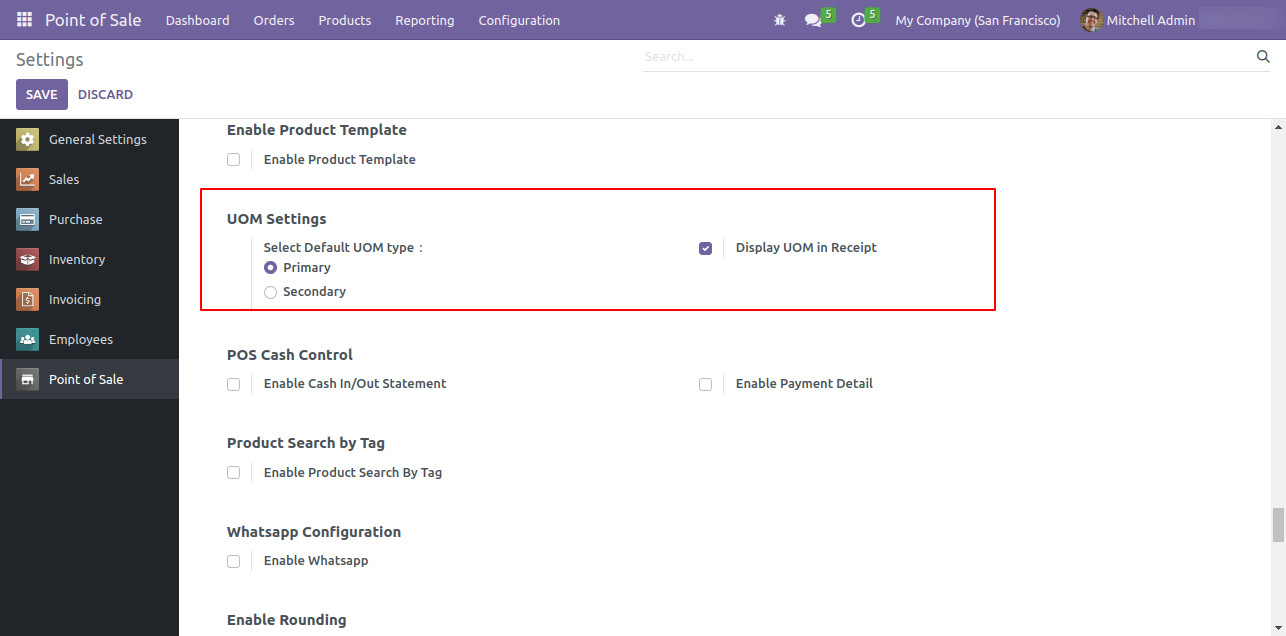 Point of Sale Dashboard Orders Products Reporting Configuration 5 5 My Company (San Francisco) Mitchell Admin
Settings
Search...
SAVE DISCARD
General Settings
Sales
Purchase
Inventory
Invoicing
Employees
Point of Sale
Enable Product Template
Enable Product Template
UOM Settings
Select Default UOM type :
Primary
Secondary
Display UOM in Receipt
POS Cash Control
Enable Cash In/Out Statement
Enable Payment Detail
Product Search by Tag
Enable Product Search By Tag
Whatsapp Configuration
Enable Whatsapp
Enable Rounding